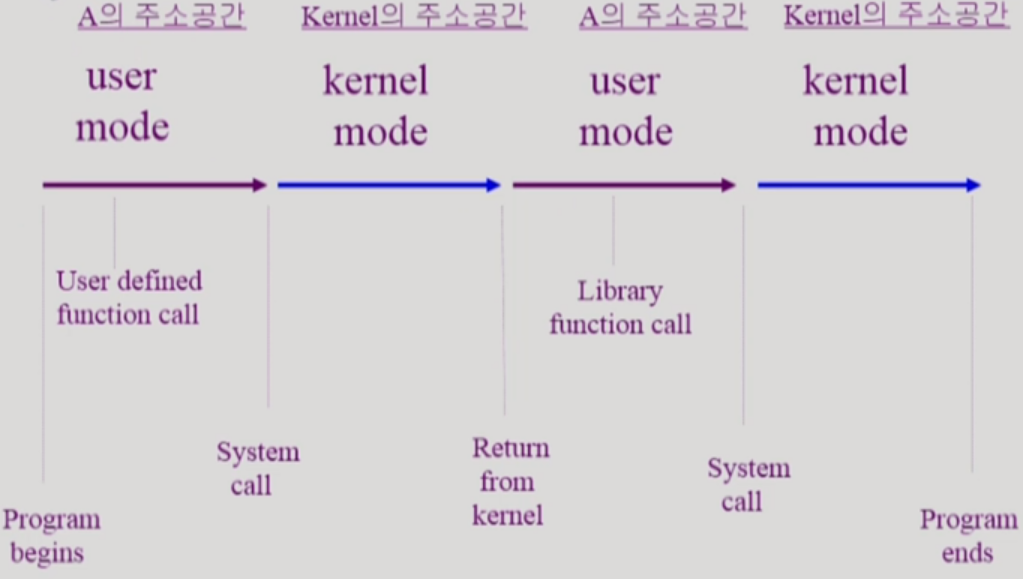 A의 주소공간
Kernel의 주소공간
A의 주소공간
Kernel의 주소공간
user
mode
kernel
mode
user
mode
kernel
mode
User defined
function call
Library
function call
System
call
Return
from
kernel
System
call
Program
begins
Program
ends